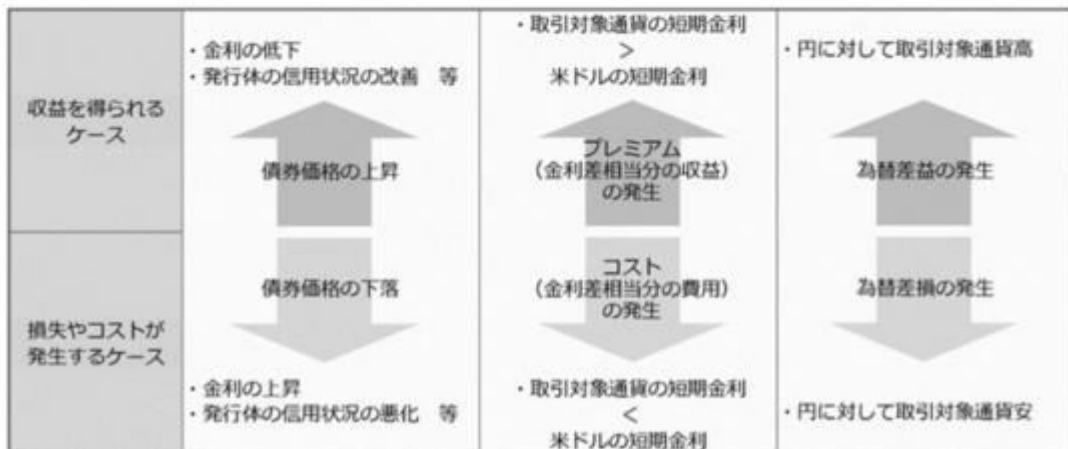 収益を得られる
ケース
・金利の低下
・発行体の信用状況の改善 等
債券価格の上昇
・取引対象通貨の短期金利
＞
米ドルの短期金利
プレミアム
（金利差相当分の収益）
の発生
・円に対して取引対象通貨高
為替差益の発生
損失やコストが
発生するケース
債券価格の下落
・金利の上昇
・発行体の信用状況の悪化 等
コスト
（金利差相当分の費用）
の発生
・取引対象通貨の短期金利
＜
米ドルの短期金利
為替差損の発生
・円に対して取引対象通貨安